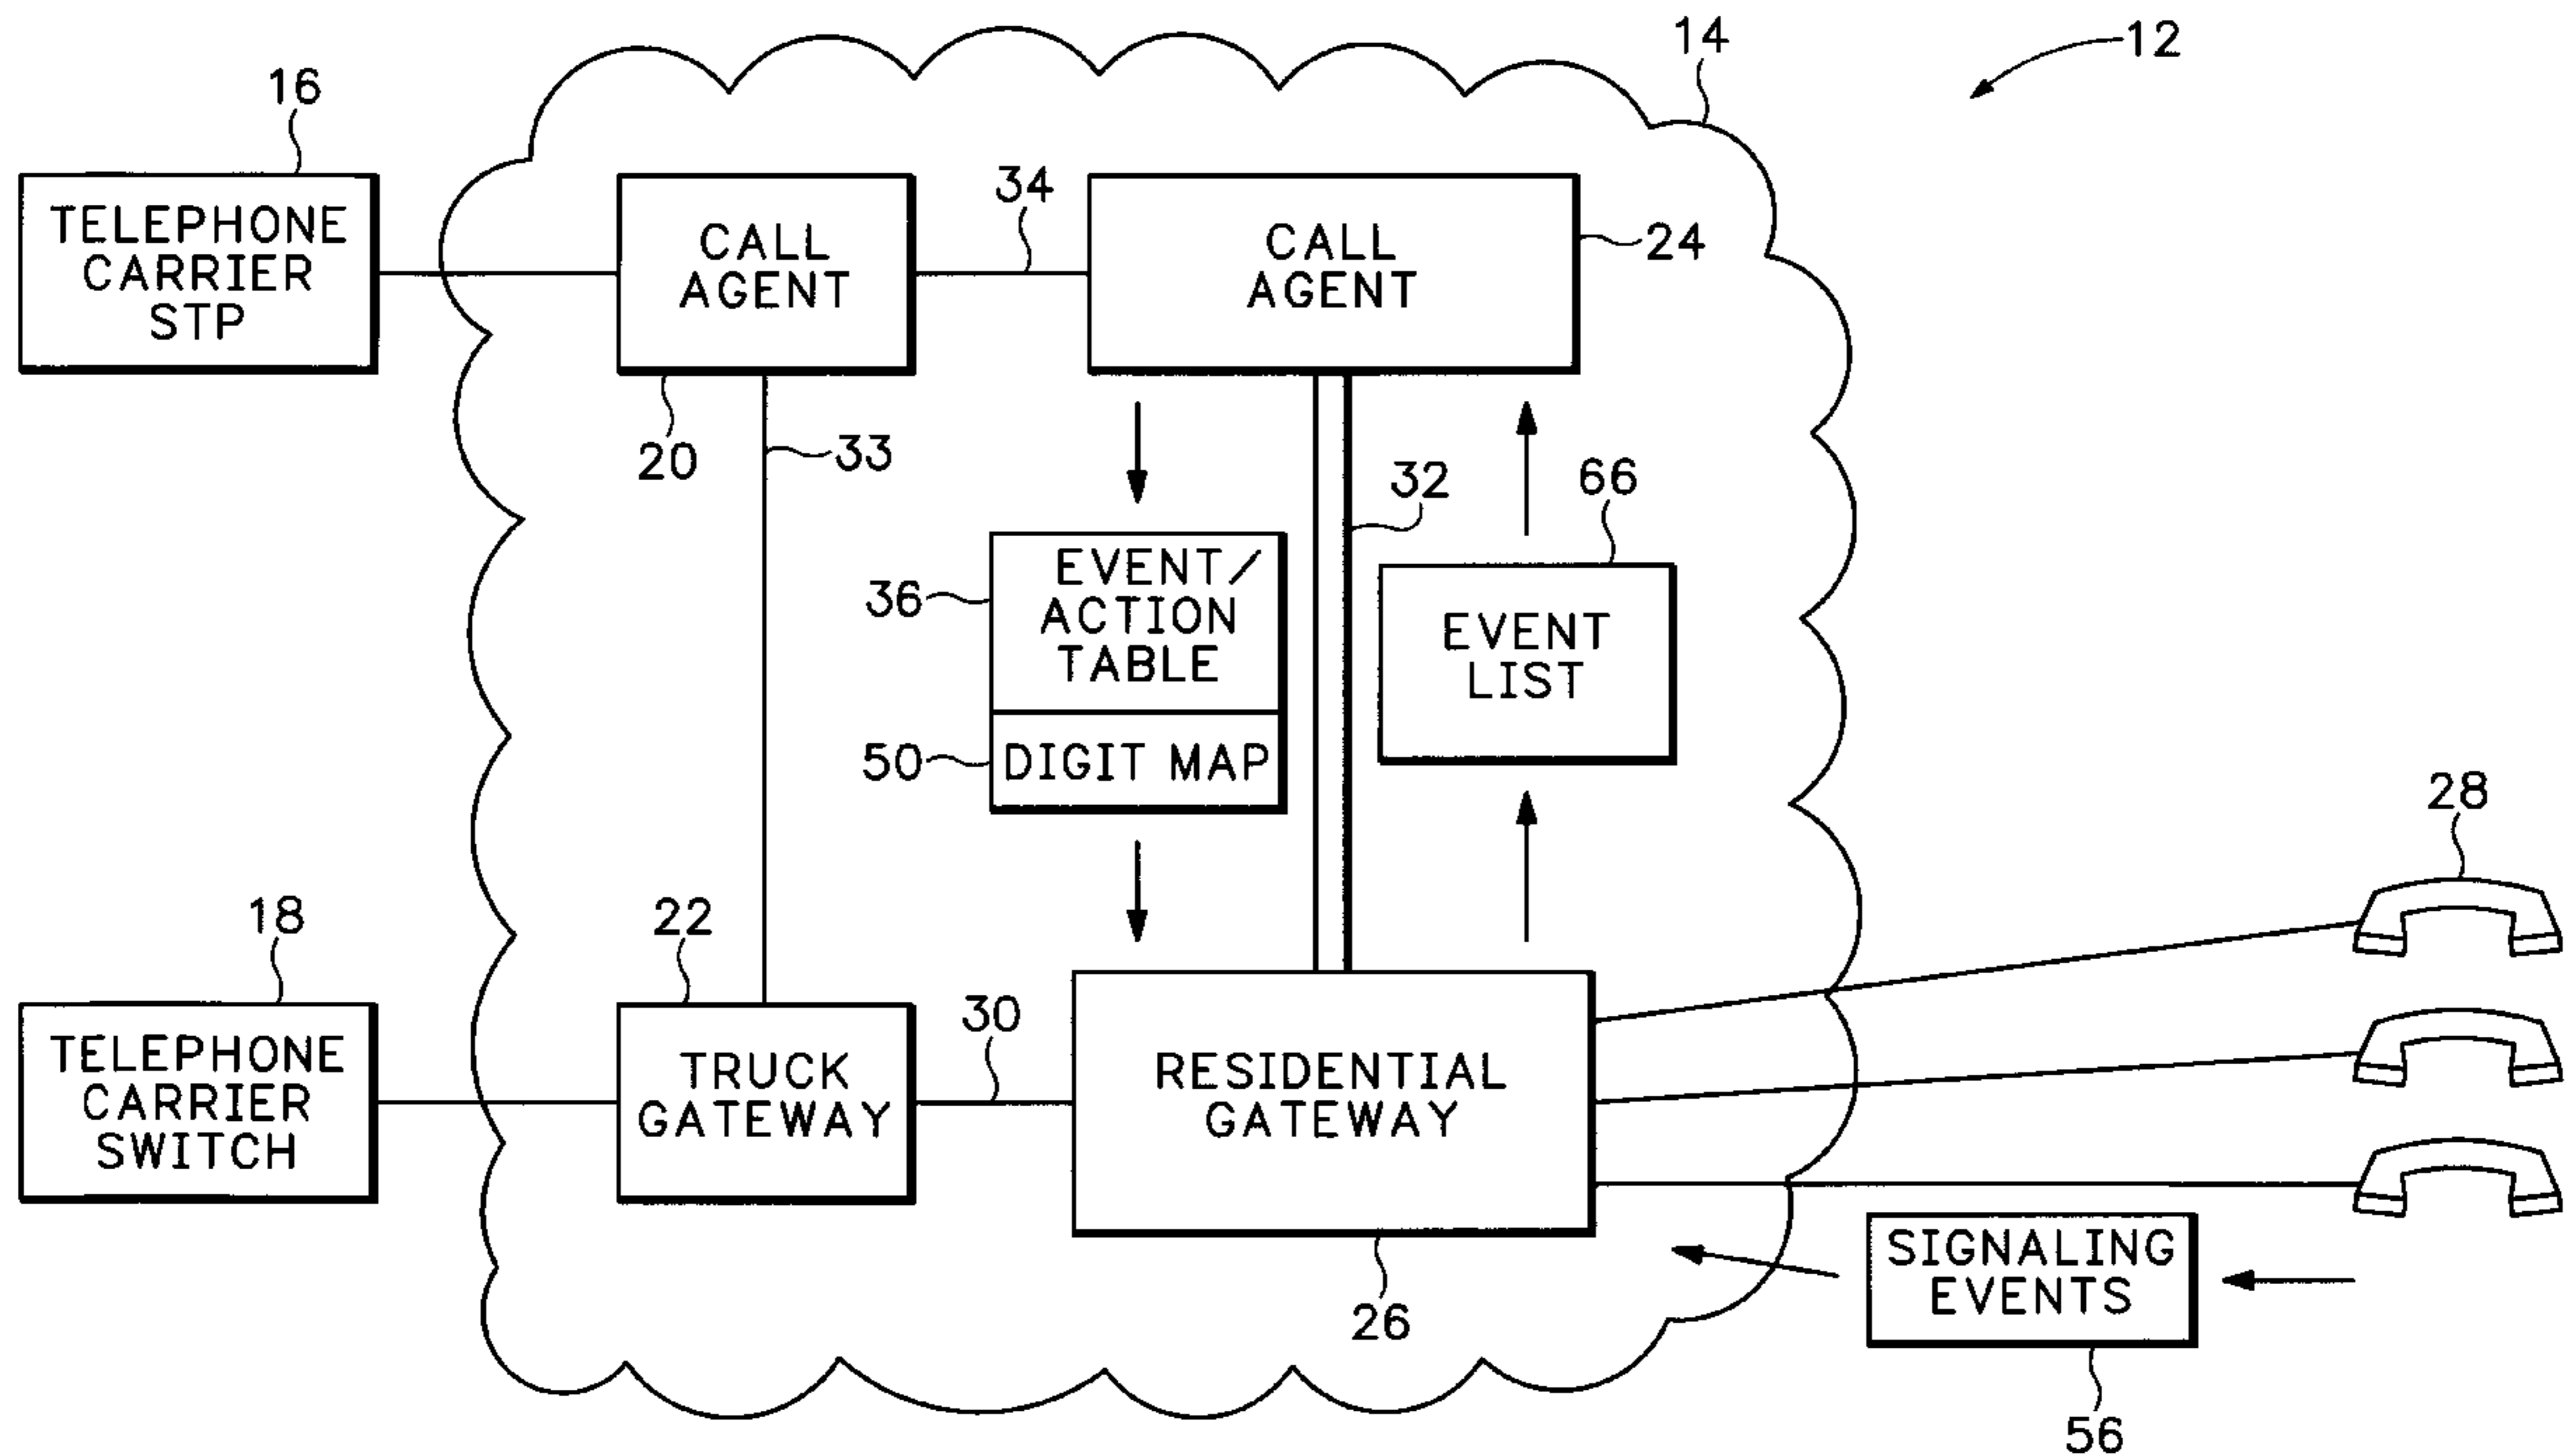 12
14
16
TELEPHONE
CARRIER
STP
CALL
AGENT
20
34
CALL
AGENT
24
33
32
66
36
EVENT/
ACTION
TABLE
50
DIGIT MAP
EVENT
LIST
28
18
TELEPHONE
CARRIER
SWITCH
22
TRUCK
GATEWAY
30
RESIDENTIAL
GATEWAY
26
SIGNALING
EVENTS
56